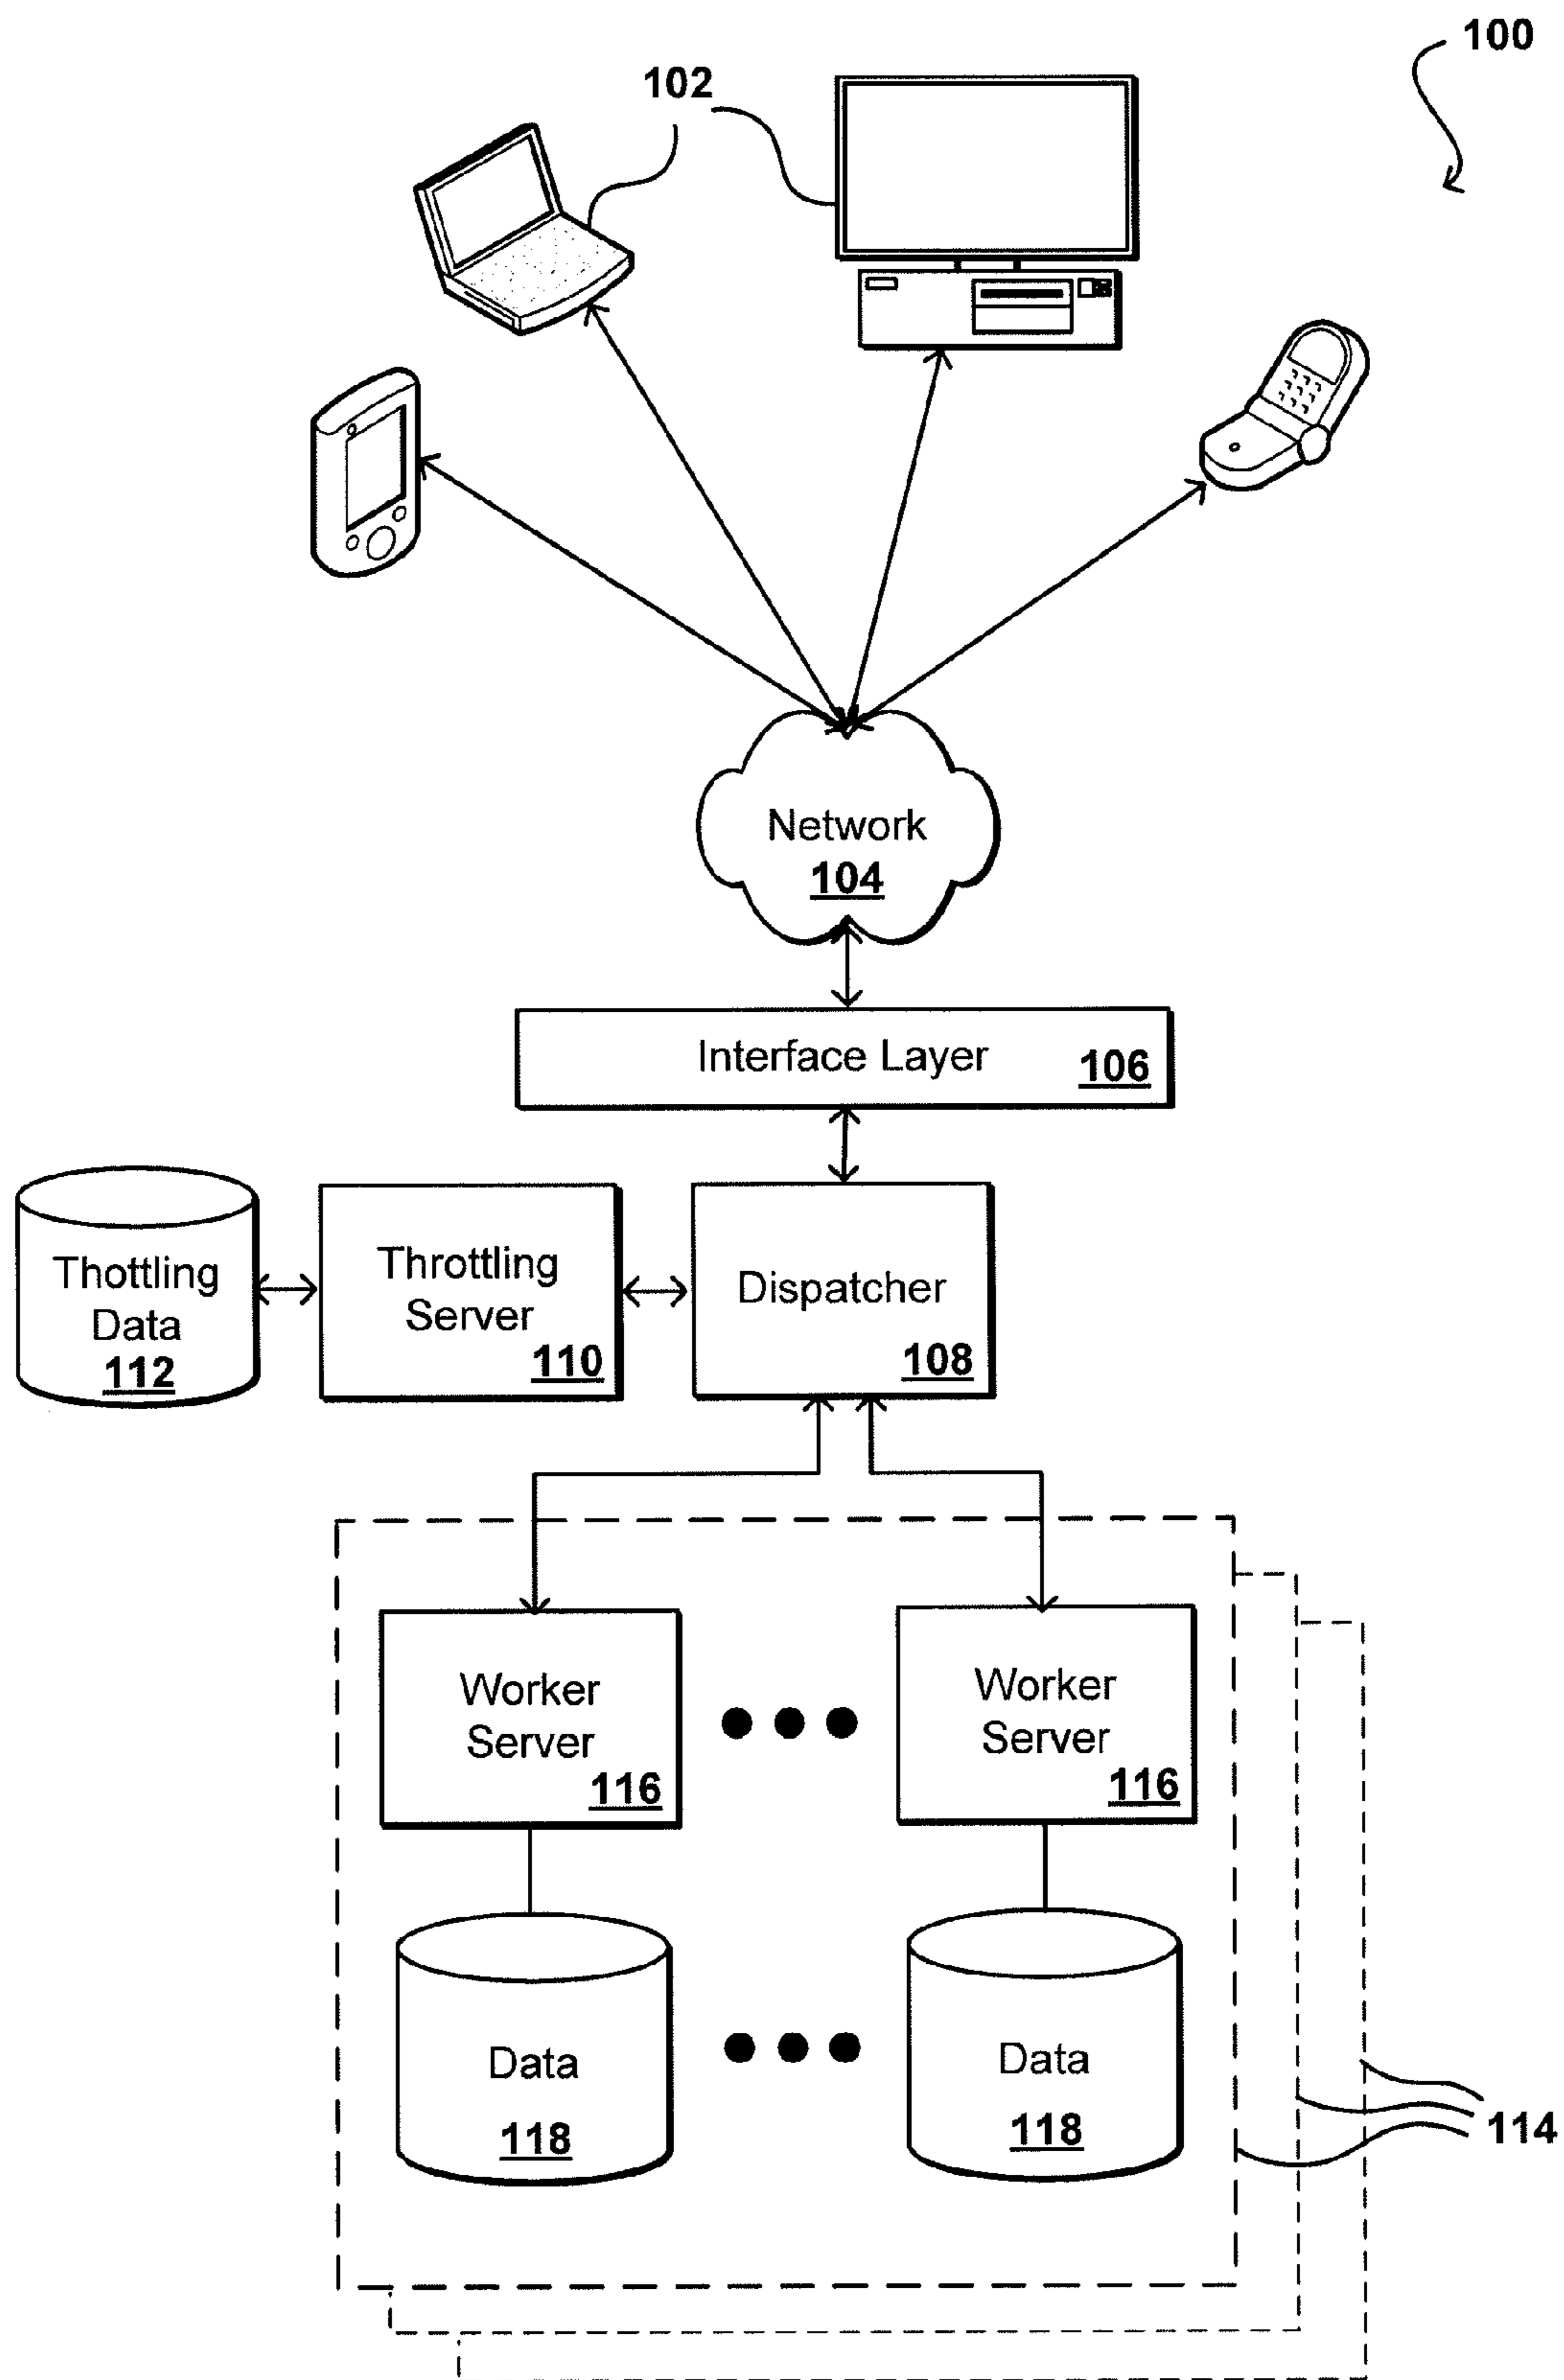 100
102
Network
104
Interface Layer 106
Thottling
Data
112
Throttling
Server
110
Dispatcher
108
Worker
Server
116
Worker
Server
116
Data
118
Data
118
114